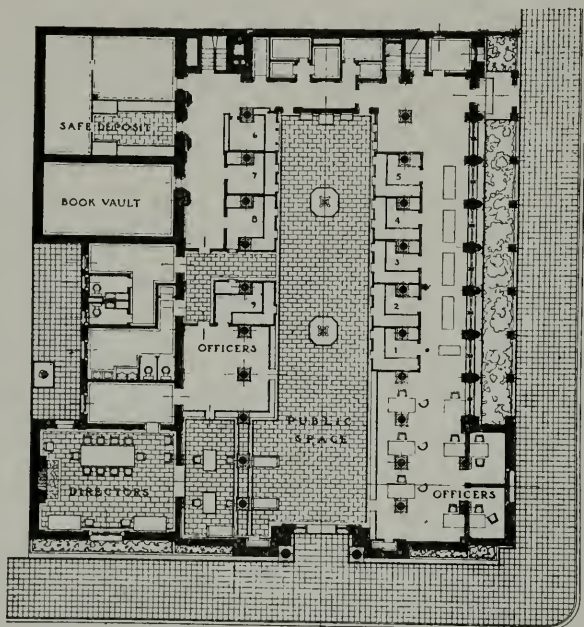 SAFE DEPOSIT
BOOK VAULT
6
7
8
9
5
4
3
2
1
OFFICERS
PUBLIC
SPACE
DIRECTORS
OFFICERS